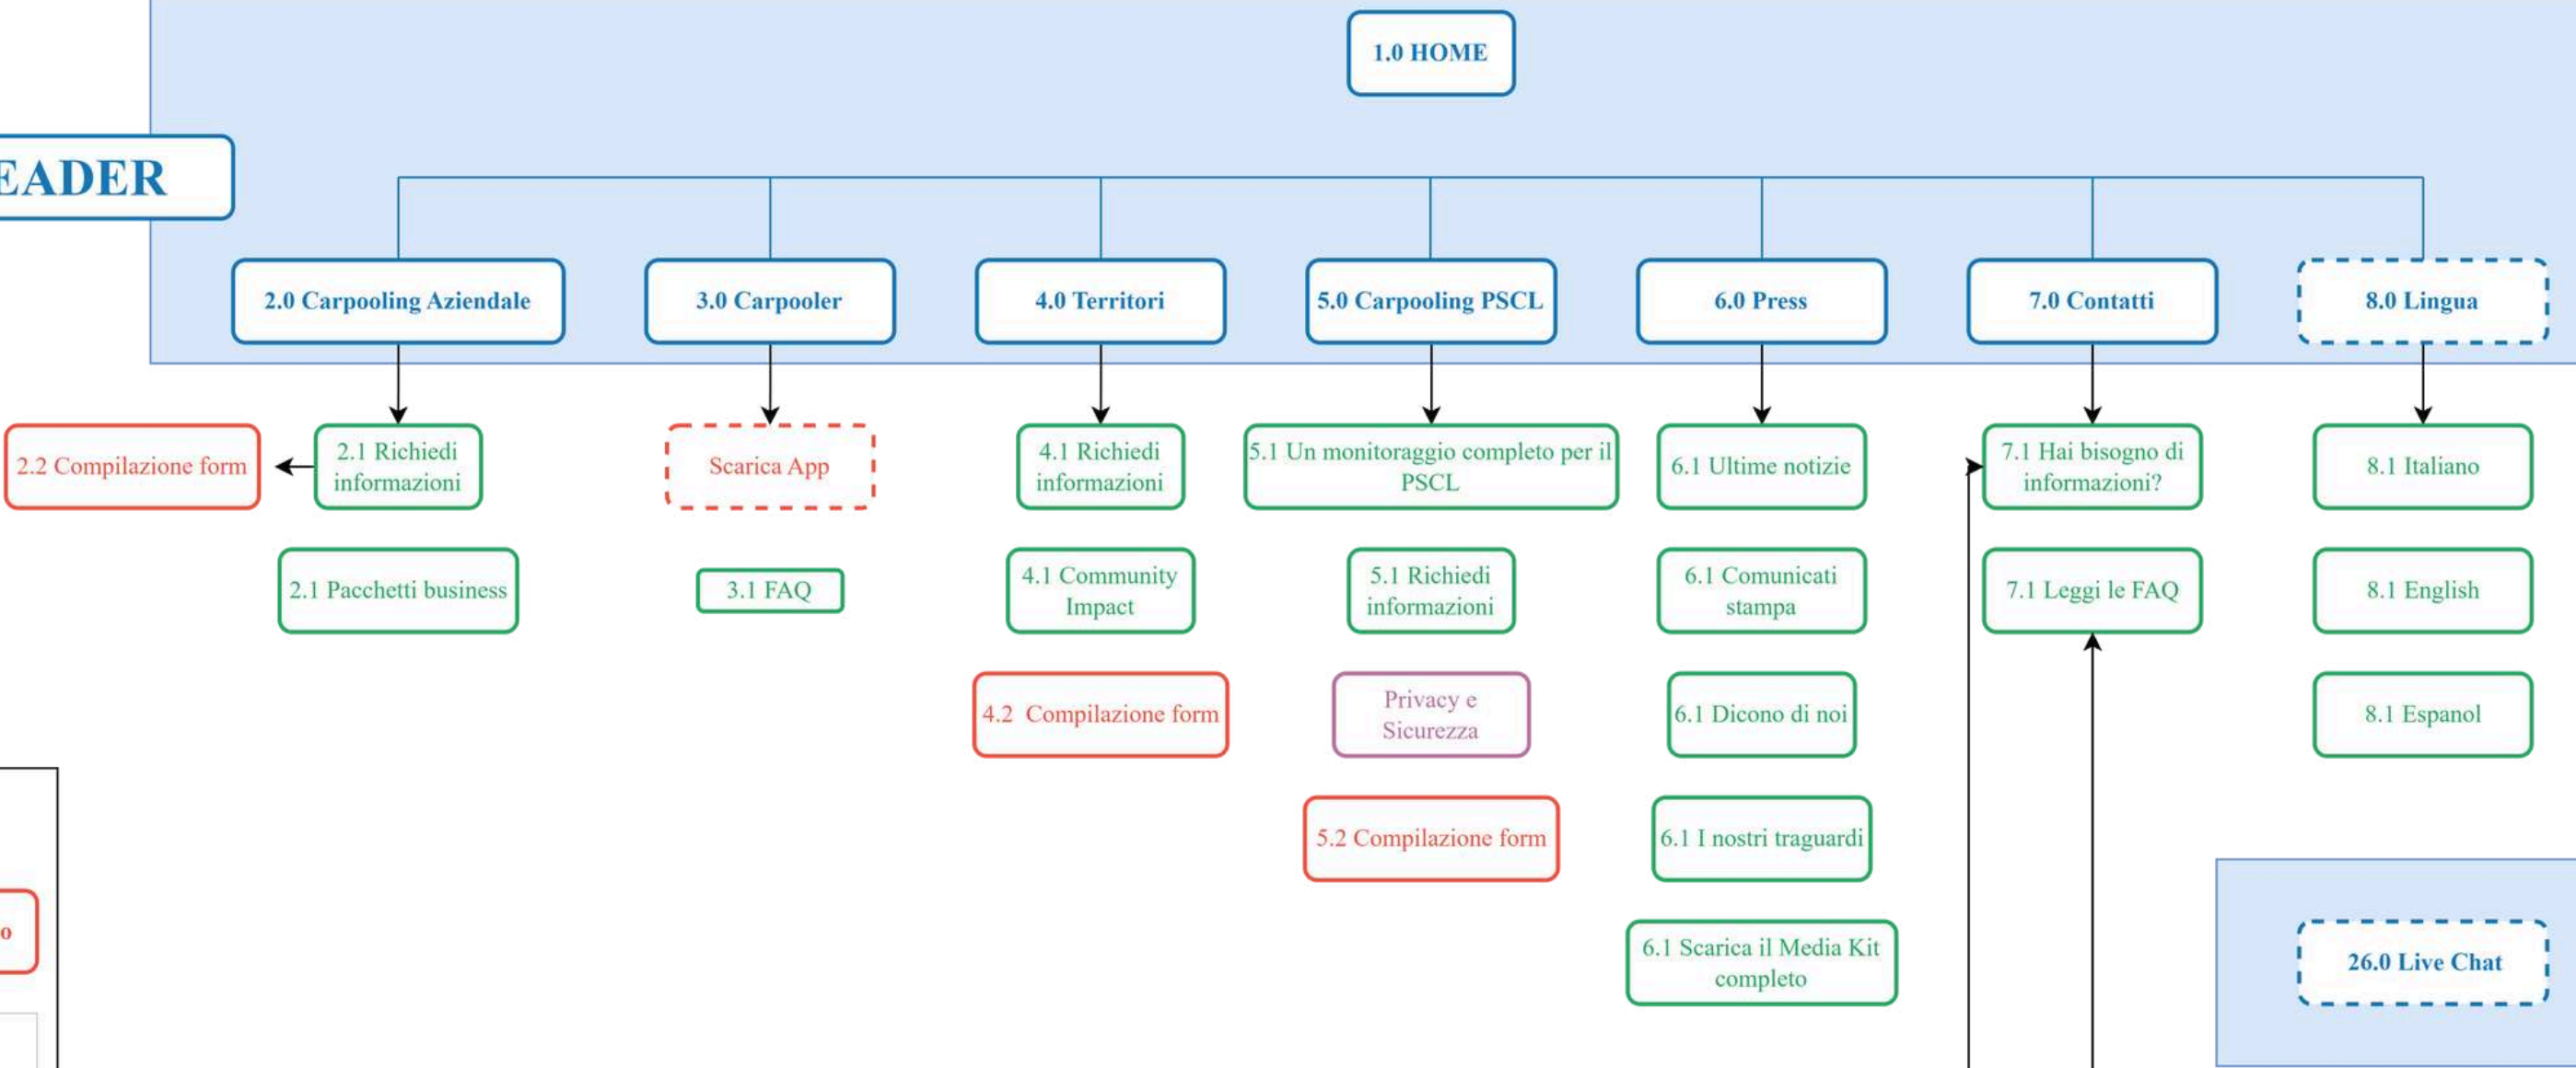 1.0 HOME
EADER
2.0 Carpooling Aziendale
3.0 Carpooler
4.0 Territori
5.0 Carpooling PSCL
6.0 Press
7.0 Contatti
8.0 Lingua
2.2 Compilazione form
2.1 Richiedi
informazioni
Scarica App
4.1 Richiedi
informazioni
5.1 Un monitoraggio completo per il
PSCL
6.1 Ultime notizie
7.1 Hai bisogno di
informazioni?
8.1 Italiano
2.1 Pacchetti business
3.1 FAQ
4.1 Community
Impact
5.1 Richiedi
informazioni
6.1 Comunicati
stampa
7.1 Leggi le FAQ
8.1 English
4.2 Compilazione form
Privacy e
Sicurezza
6.1 Dicono di noi
8.1 Espanol
5.2 Compilazione form
6.1 I nostri traguardi
o
6.1 Scarica il Media Kit
completo
26.0 Live Chat